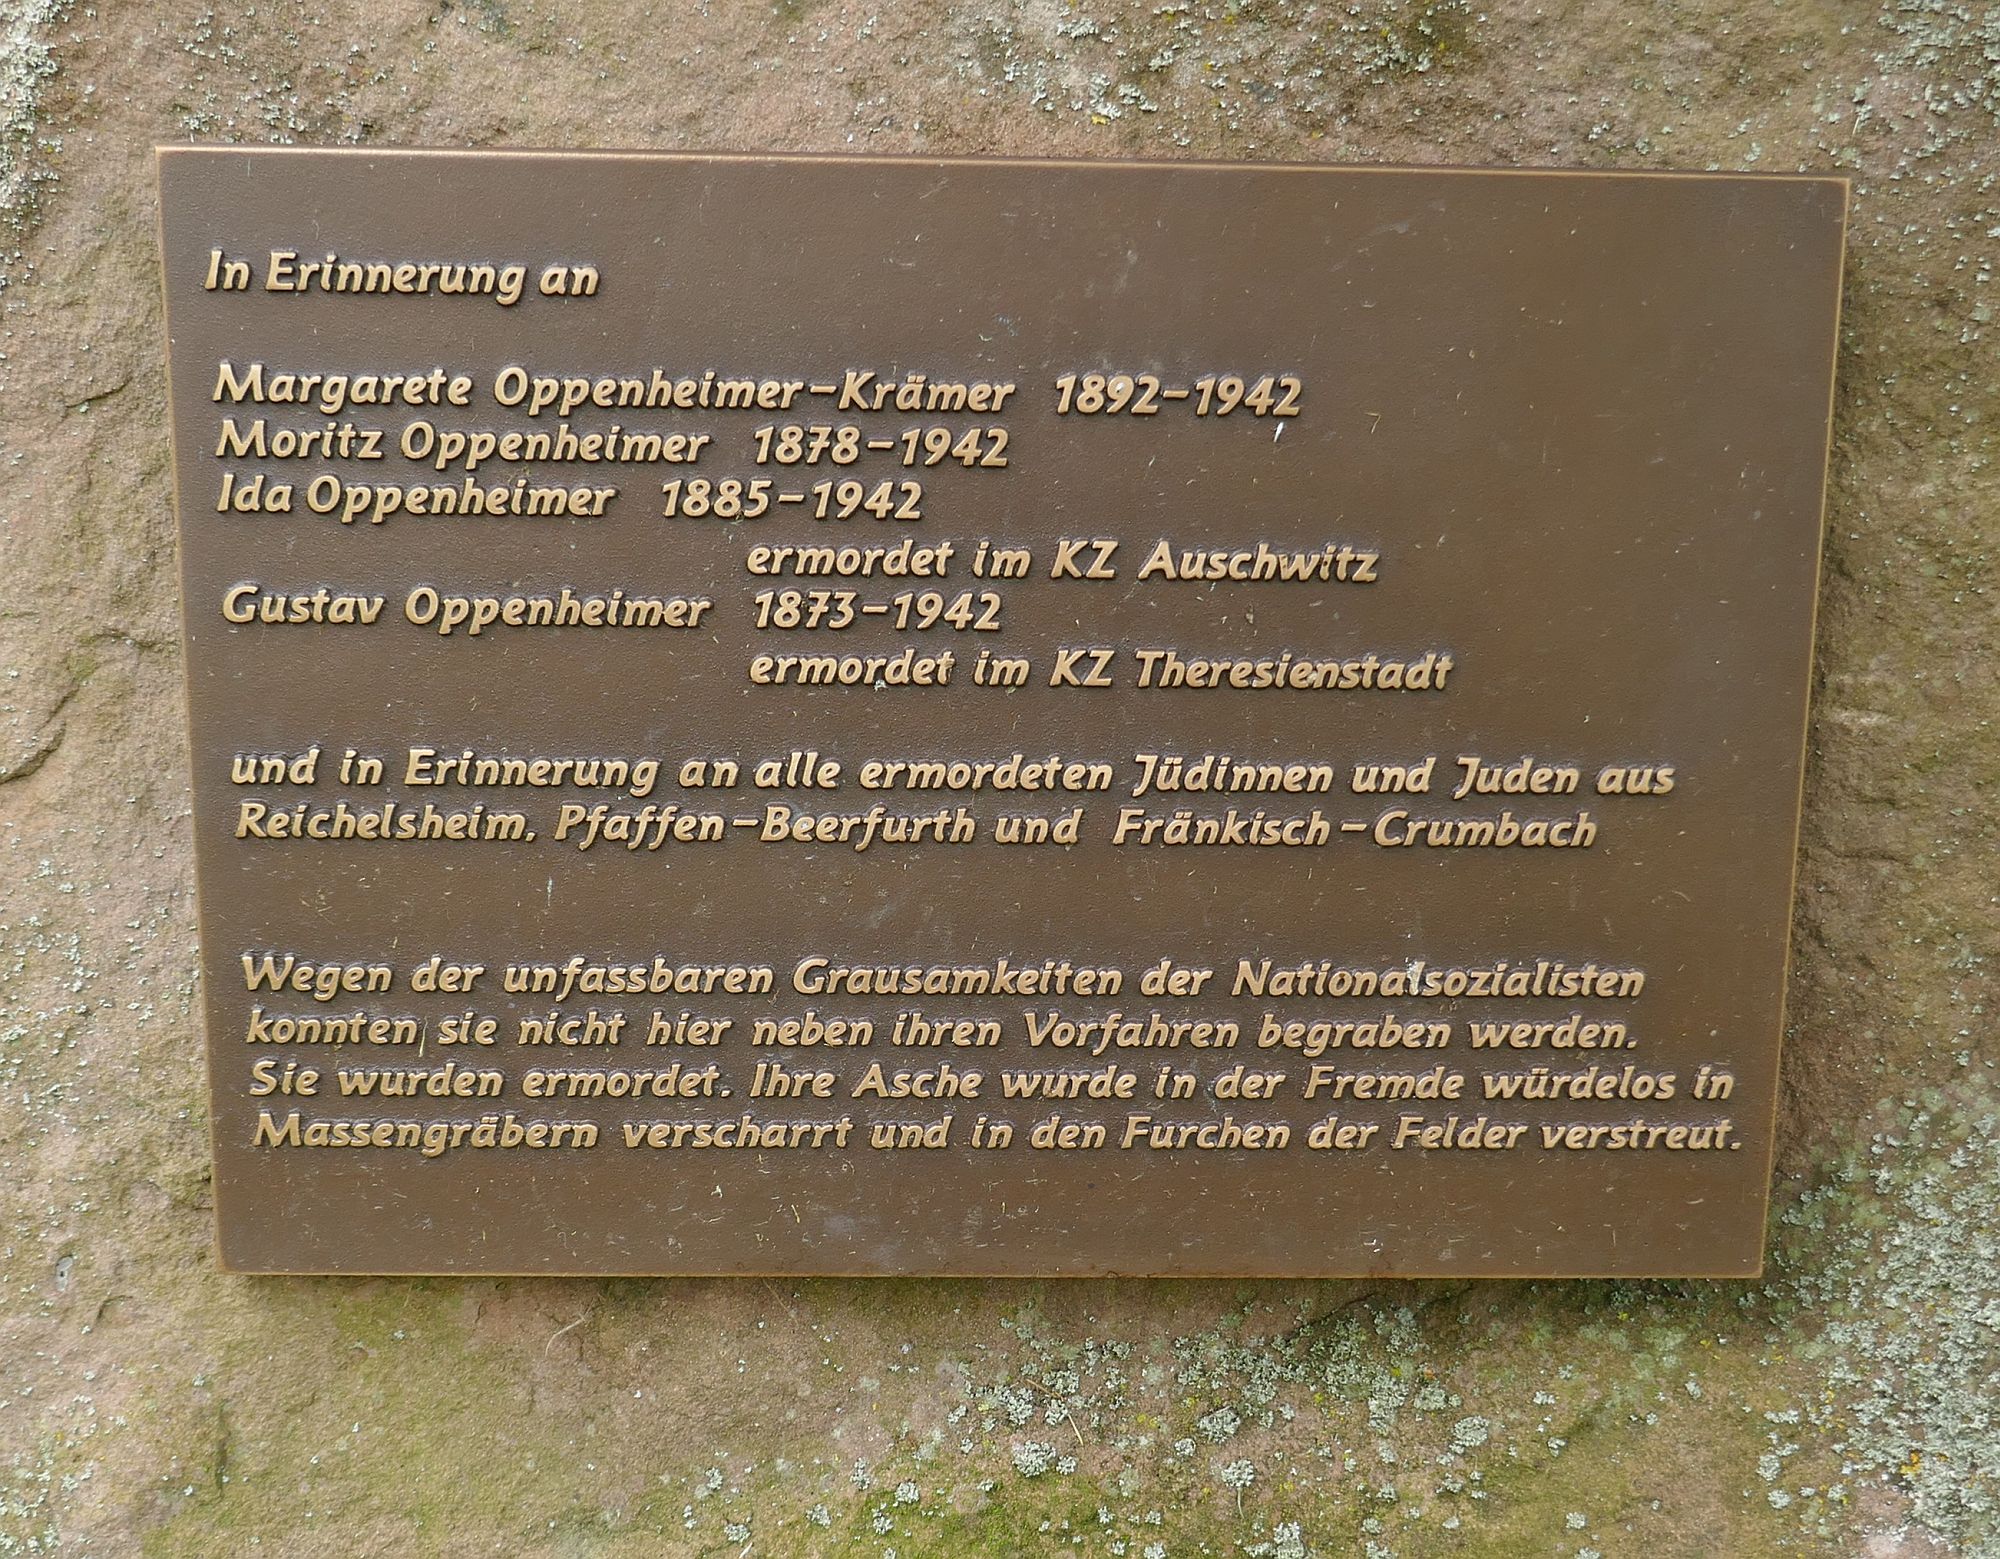 In Erinnerung an
Margarete Oppenheimer-Krämer 1892-1942
Moritz Oppenheimer 1878-1942
Ida Oppenheimer 1885-1942
ermordet im KZ Auschwitz
Gustav Oppenheimer 1873-1942
ermordet im KZ Theresienstadt
und in Erinnerung an alle ermordeten Jüdinnen und Juden aus
Reichelsheim, Pfaffen-Beerfurth und Fränkisch-Crumbach
Wegen der unfassbaren Grausamkeiten der Nationalsozialisten
konnten sie nicht hier neben ihren Vorfahren begraben werden.
Sie wurden ermordet. Ihre Asche wurde in der Fremde würdelos in
Massengräbern verscharrt und in den Furchen der Felder verstreut.